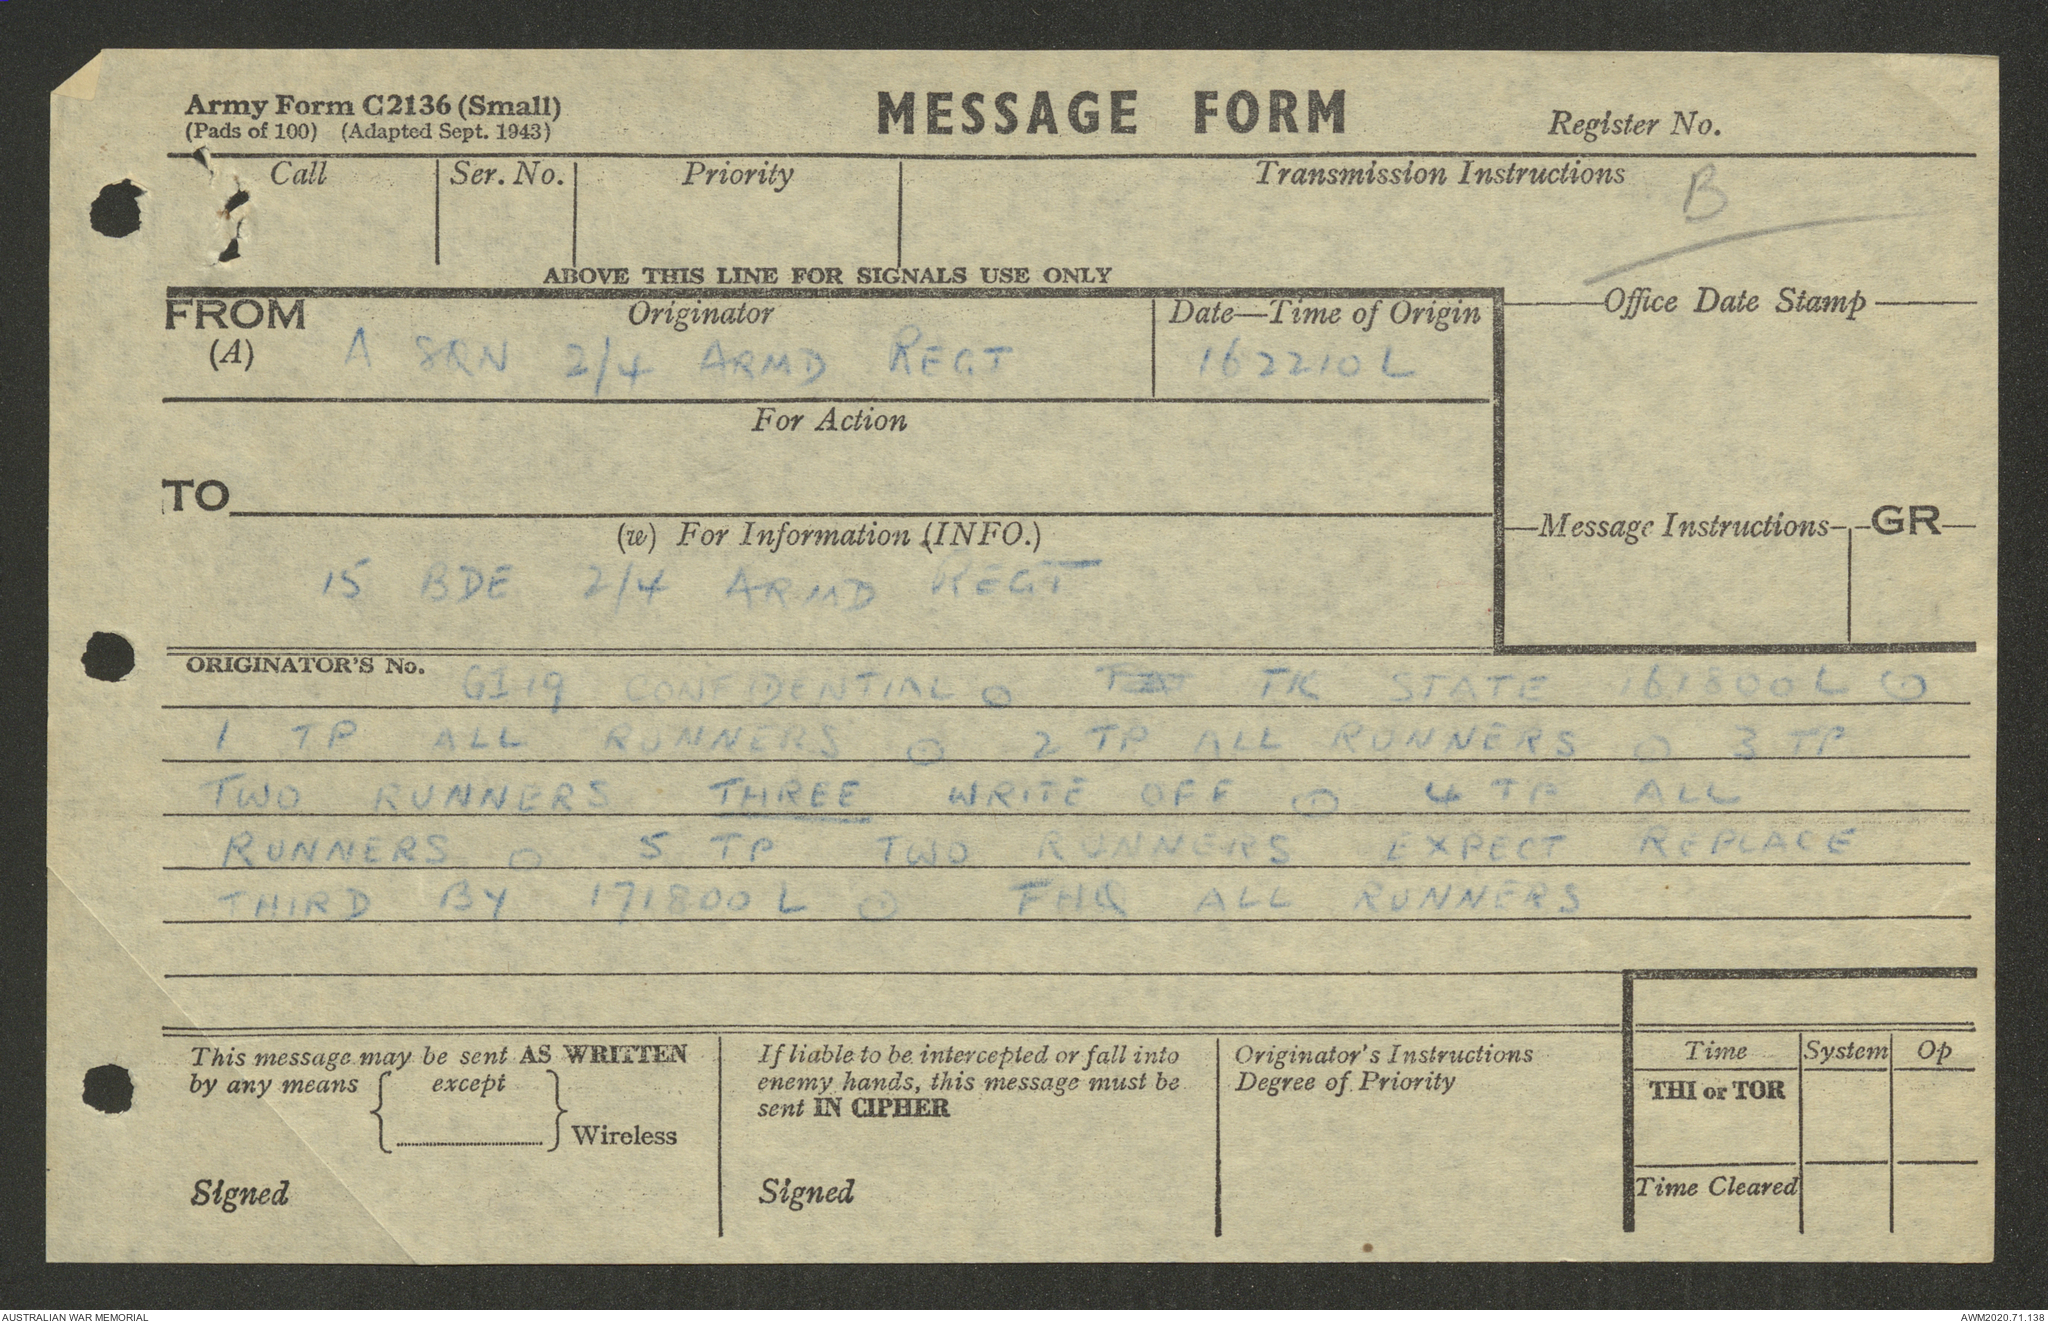 Army Form C2136 (Small)
(Pads of 100) (Adapted Sept. 1943)
MESSAGE FORM
Register No.
Call
Ser. No.
Priority
Transmission Instructions
B
ABOVE THIS LINE FOR SIGNALS USE ONLY
FROM
(A)
Originator
A SQN 2/4 ARMD REGT
Date—Time of Origin
162210L
Office Date Stamp
For Action
TO
(w) For Information (INFO.)
15 BDE 2/4 ARMD REGT
Message Instructions
GR
ORIGINATOR'S No.
GI19 CONFIDENTIAL ⊙ TK STATE 161800L ⊙
1 TP ALL RUNNERS ⊙ 2 TP ALL RUNNERS ⊙ 3 TP
TWO RUNNERS THREE WRITE OFF ⊙ 4 TP ALL
RUNNERS ⊙ 5 TP TWO RUNNERS EXPECT REPLACE
THIRD BY 171800L ⊙ FHQ ALL RUNNERS
This message may be sent AS WRITTEN
by any means { except
} Wireless
Signed
If liable to be intercepted or fall into
enemy hands, this message must be
sent IN CIPHER
Signed
Originator's Instructions
Degree of Priority
Time System Op
THI or TOR
Time Cleared
AUSTRALIAN WAR MEMORIAL
AWM2020.71.138